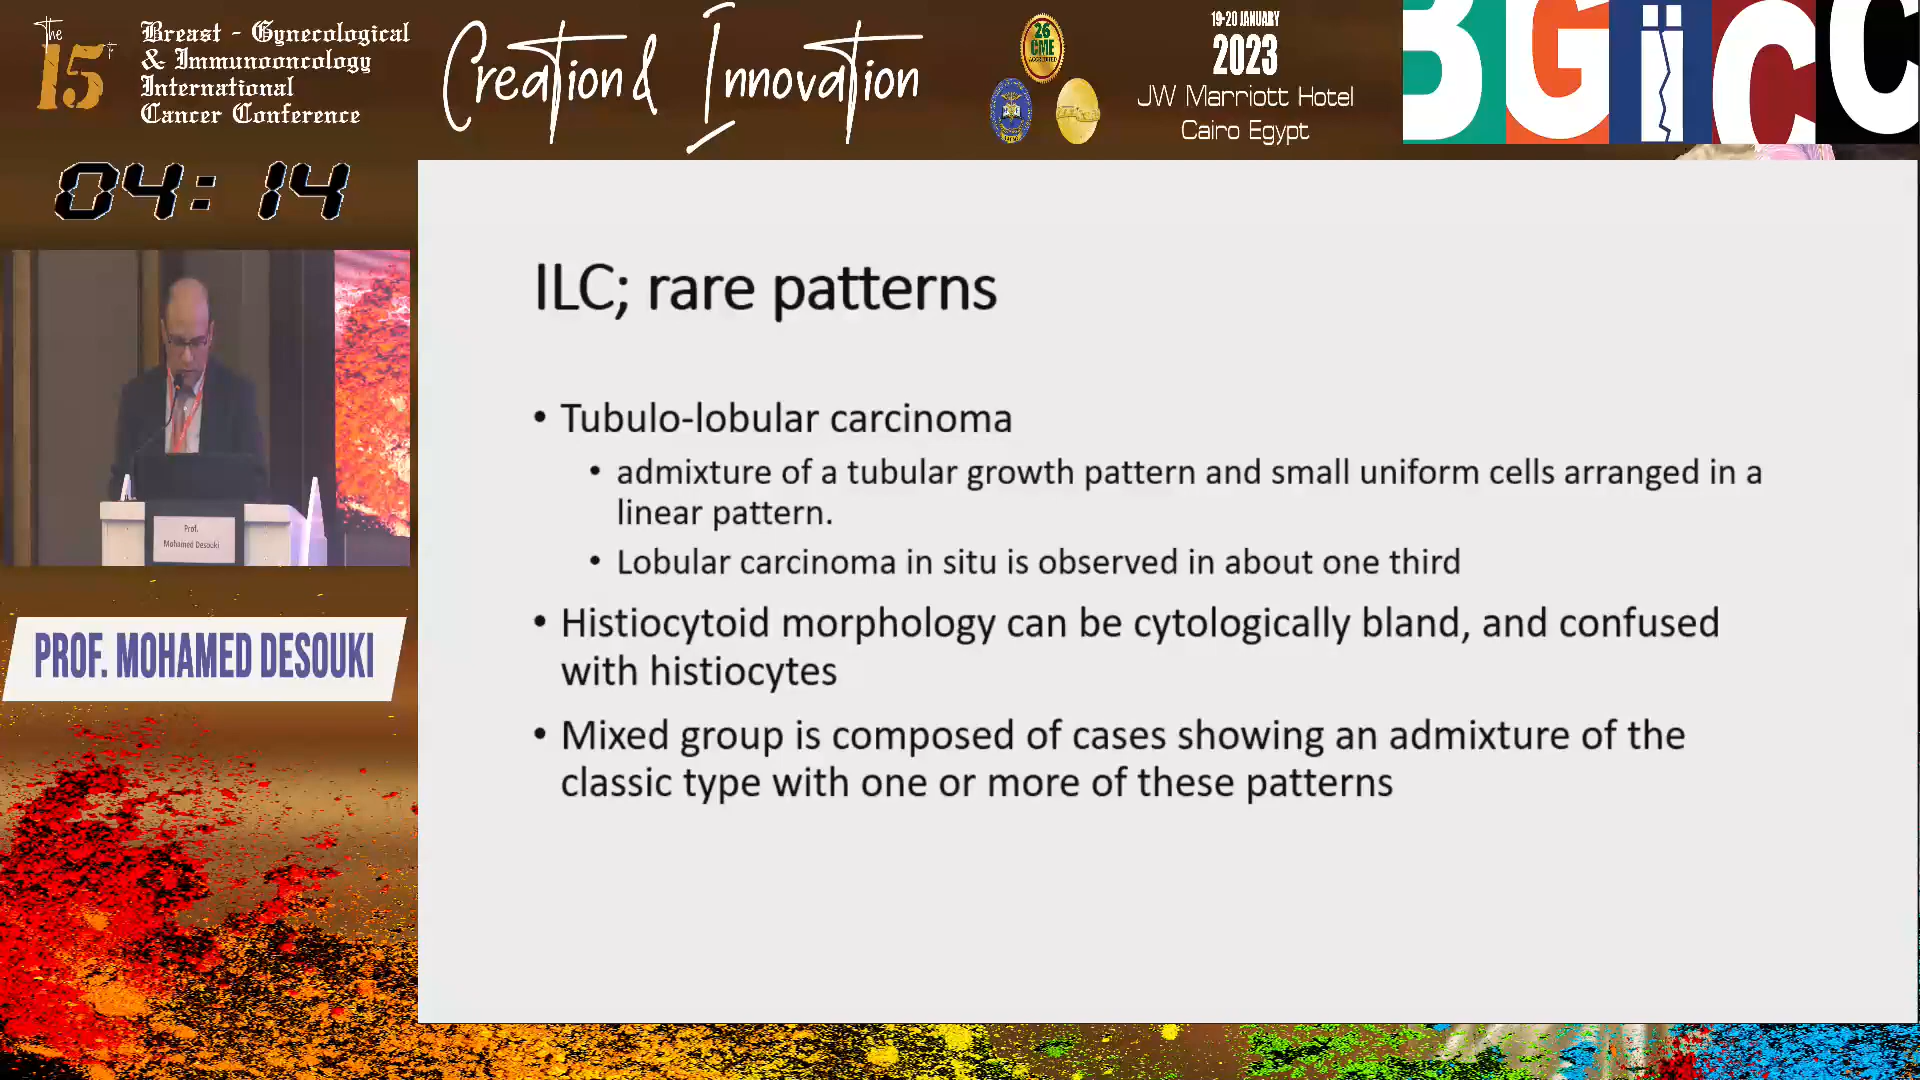 The
15
Breast - Gynecological
& Immunooncology
International
Cancer Conference
Creation & Innovation
26
CME
ACCREDITED
19-20 JANUARY
2023
JW Marriott Hotel
Cairo Egypt
BGiCC
04: 14
Prof.
Mohamed Desouki
PROF. MOHAMED DESOUKI
ILC; rare patterns
• Tubulo-lobular carcinoma
• admixture of a tubular growth pattern and small uniform cells arranged in a
linear pattern.
• Lobular carcinoma in situ is observed in about one third
• Histiocytoid morphology can be cytologically bland, and confused
with histiocytes
• Mixed group is composed of cases showing an admixture of the
classic type with one or more of these patterns